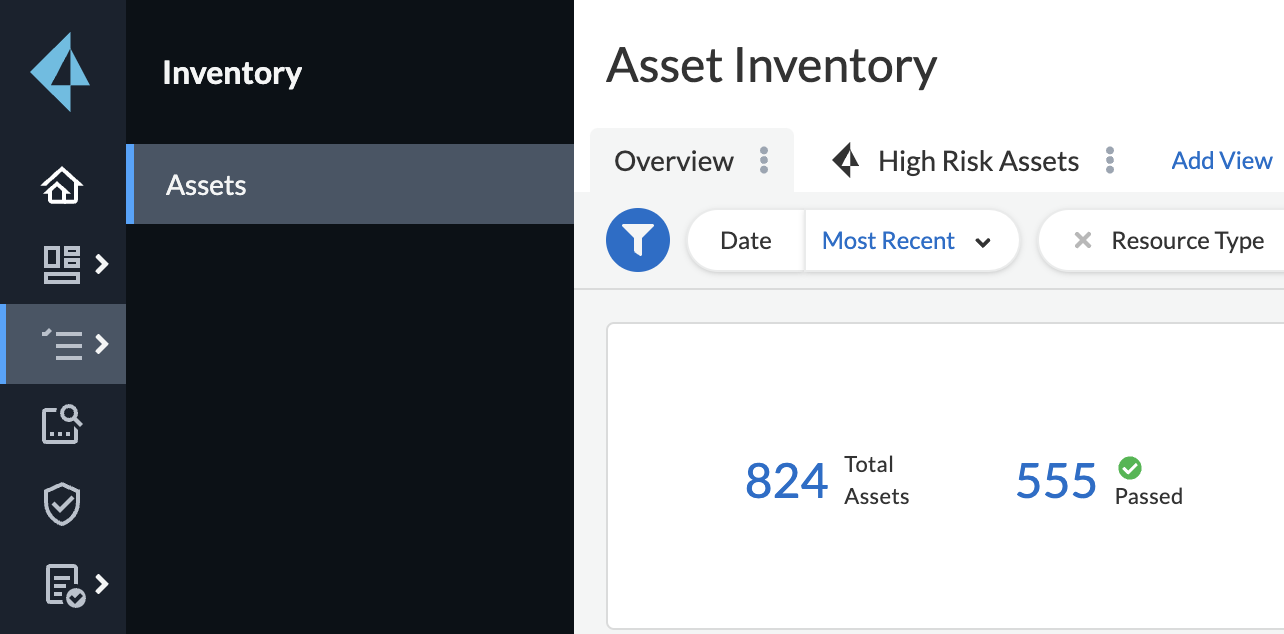 Inventory
Assets
Asset Inventory
Overview
High Risk Assets
Add View
Date
Most Recent
Resource Type
824
Total
Assets
555
Passed